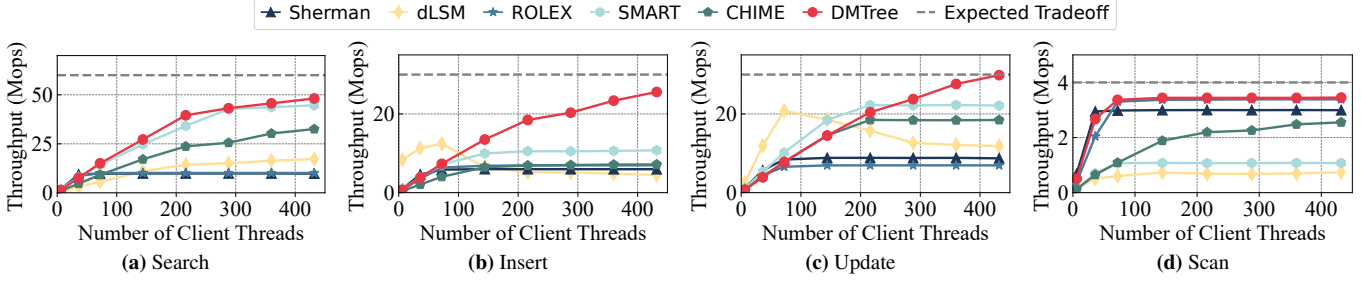 Sherman dLSM ROLEX SMART CHIME DMTree Expected Tradeoff
Throughput (Mops)
50
25
0
0 100 200 300 400
Number of Client Threads
(a) Search
Throughput (Mops)
20
0
0 100 200 300 400
Number of Client Threads
(b) Insert
Throughput (Mops)
20
0
0 100 200 300 400
Number of Client Threads
(c) Update
Throughput (Mops)
4
2
0
0 100 200 300 400
Number of Client Threads
(d) Scan